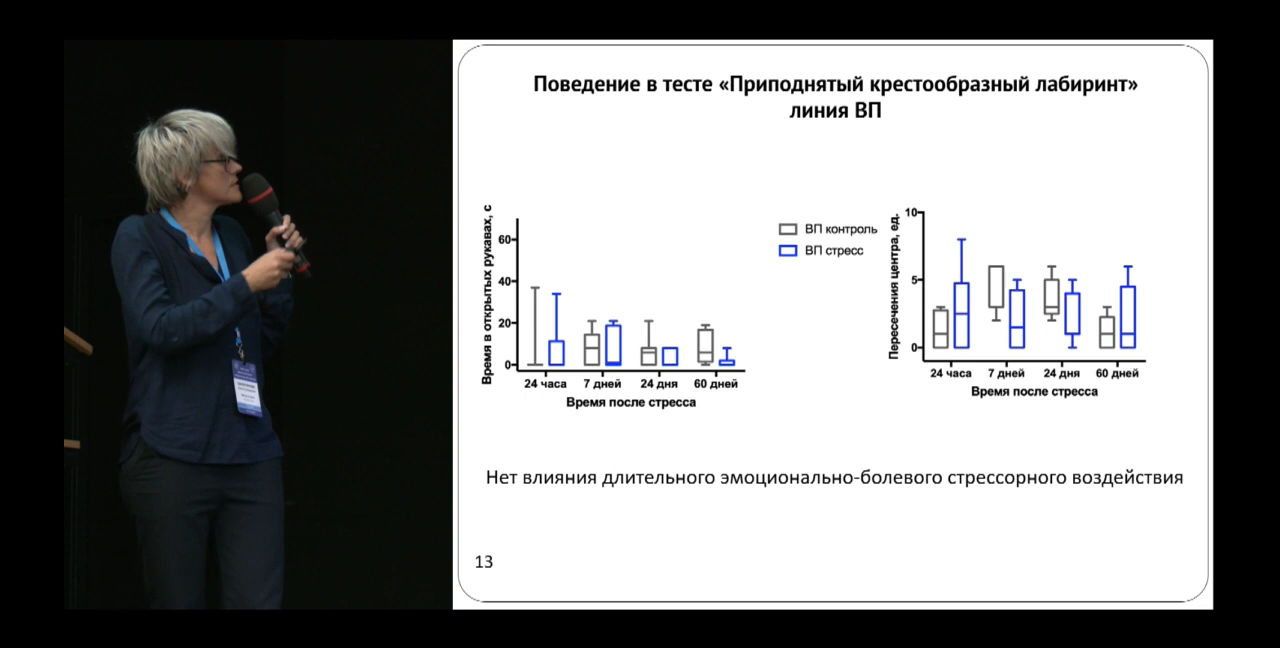 Поведение в тесте «Приподнятый крестообразный лабиринт»
линия ВП
Время в открытых рукавах, с
60
40
20
0
24 часа
7 дней
24 дня
60 дней
Время после стресса
ВП контроль
ВП стресс
Пересечения центра, ед.
10
5
0
24 часа
7 дней
24 дня
60 дней
Время после стресса
Нет влияния длительного эмоционально-болевого стрессорного воздействия
13